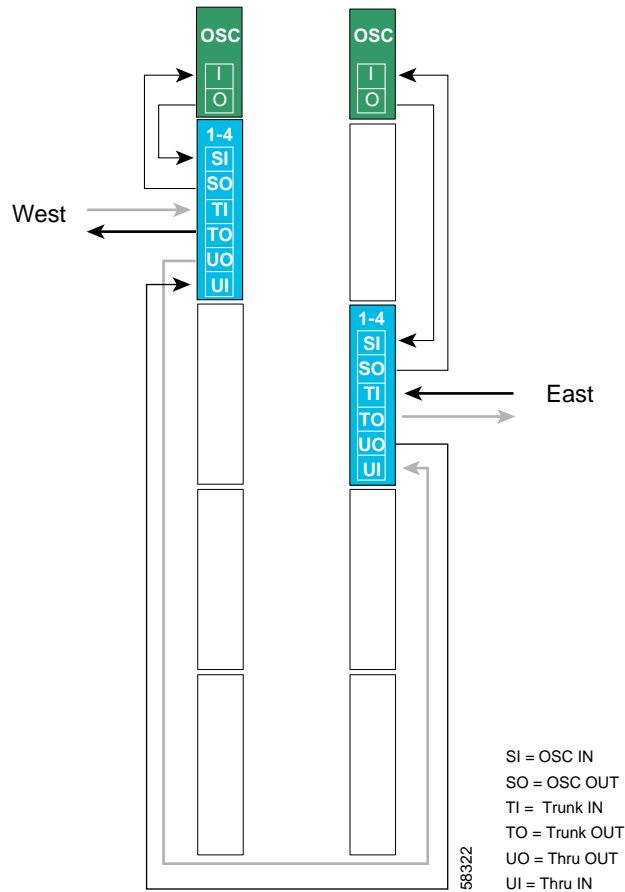 OSC
I
O
1-4
SI
SO
TI
TO
UO
UI
West
OSC
I
O
1-4
SI
SO
TI
TO
UO
UI
East
SI = OSC IN
SO = OSC OUT
TI = Trunk IN
TO = Trunk OUT
UO = Thru OUT
UI = Thru IN
58322